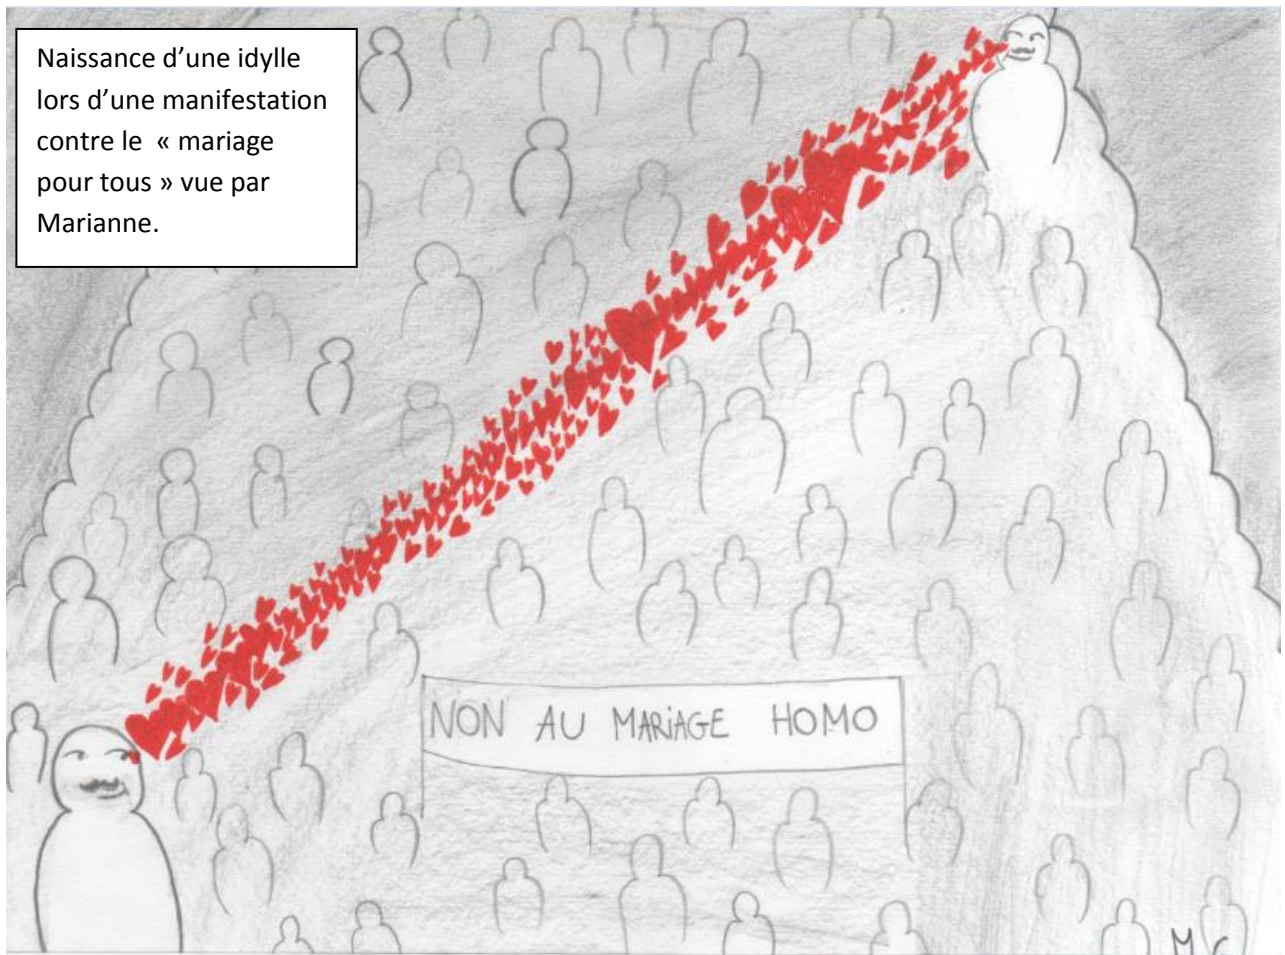 Naissance d’une idylle
lors d’une manifestation
contre le « mariage
pour tous » vue par
Marianne.
NON AU MARiAGE HOMO
M C